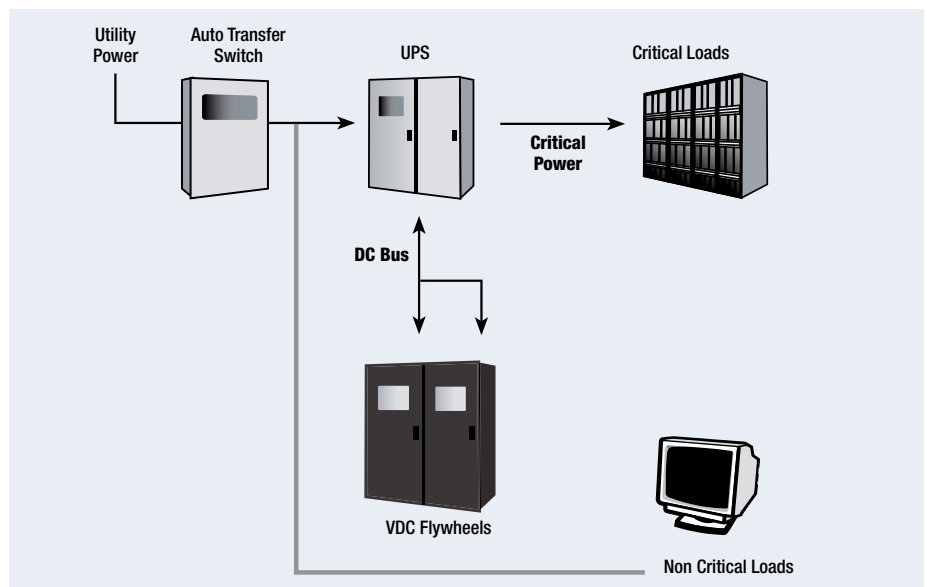 Utility
Power
Auto Transfer
Switch
UPS
Critical Loads
Critical
Power
DC Bus
VDC Flywheels
Non Critical Loads